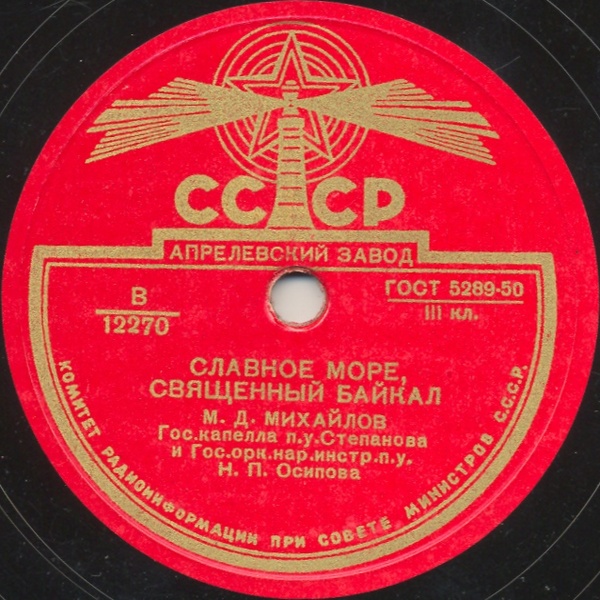 СССР
АПРЕЛЕВСКИЙ ЗАВОД
В
12270
ГОСТ 5289-50
III кл.
СЛАВНОЕ МОРЕ,
СВЯЩЕННЫЙ БАЙКАЛ
М. Д. МИХАЙЛОВ
Гос.капелла п.у.Степанова
и Гос.орк.нар.инстр.п.у.
Н. П. Осипова
КОМИТЕТ РАДИОИНФОРМАЦИИ ПРИ СОВЕТЕ МИНИСТРОВ С.С.С.Р.